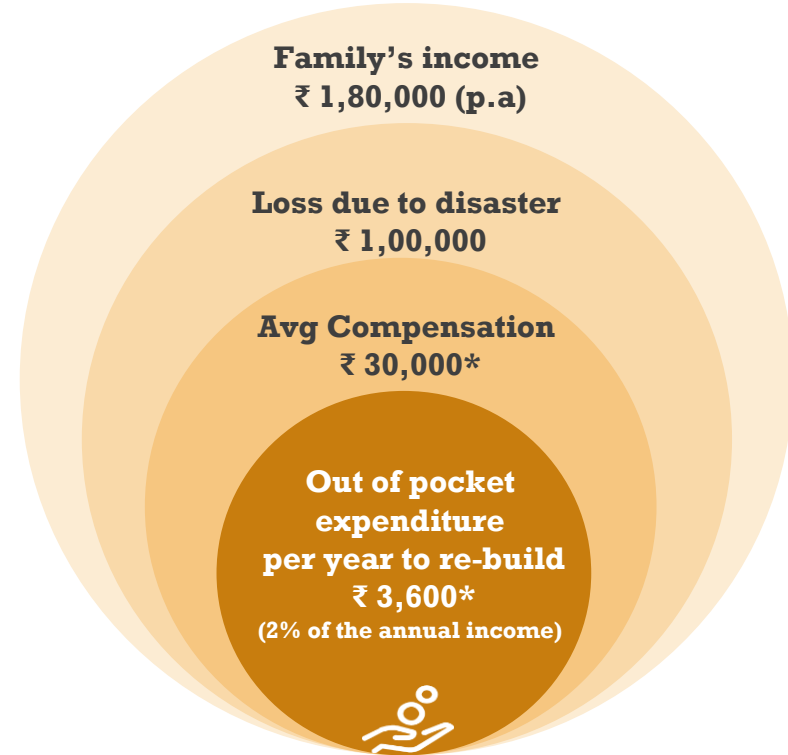 Family’s income
₹ 1,80,000 (p.a)
Loss due to disaster
₹ 1,00,000
Avg Compensation
₹ 30,000*
Out of pocket
expenditure
per year to re-build
₹ 3,600*
(2% of the annual income)